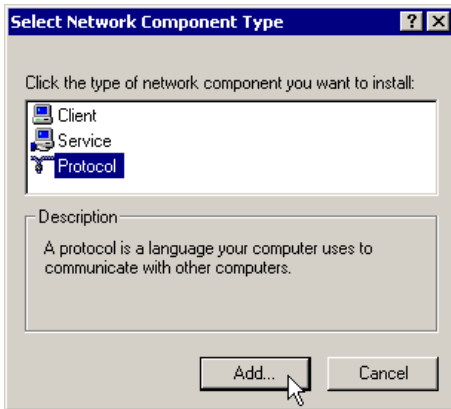 Select Network Component Type
Click the type of network component you want to install:
Client
Service
Protocol
Description
A protocol is a language your computer uses to
communicate with other computers.
Add...
Cancel